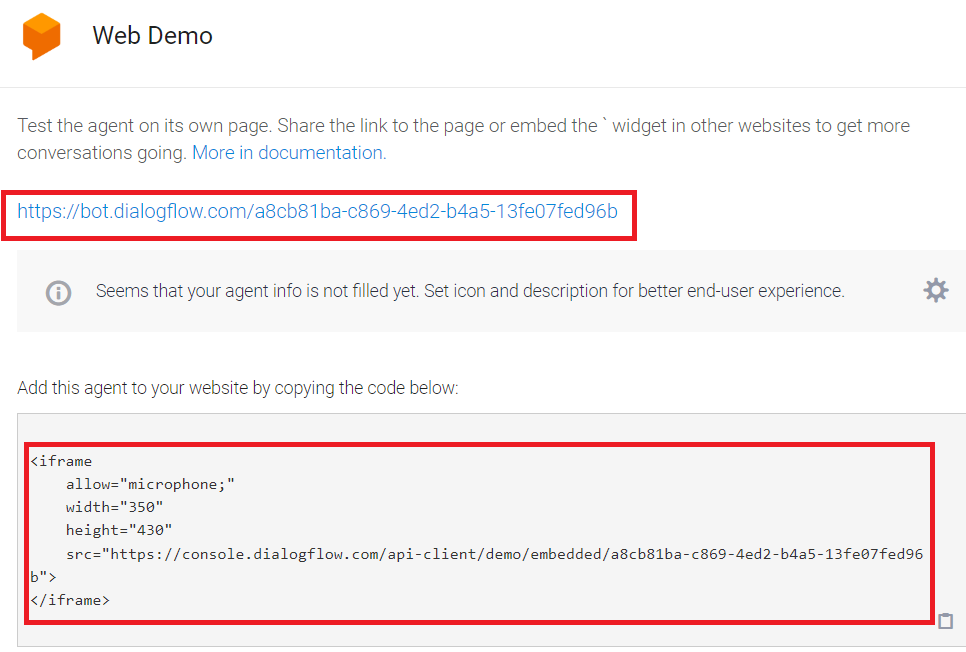 Web Demo
Test the agent on its own page. Share the link to the page or embed the ` widget in other websites to get more
conversations going. More in documentation.
https://bot.dialogflow.com/a8cb81ba-c869-4ed2-b4a5-13fe07fed96b
Seems that your agent info is not filled yet. Set icon and description for better end-user experience.
Add this agent to your website by copying the code below:
<iframe
    allow="microphone;"
    width="350"
    height="430"
    src="https://console.dialogflow.com/api-client/demo/embedded/a8cb81ba-c869-4ed2-b4a5-13fe07fed96
b">
</iframe>